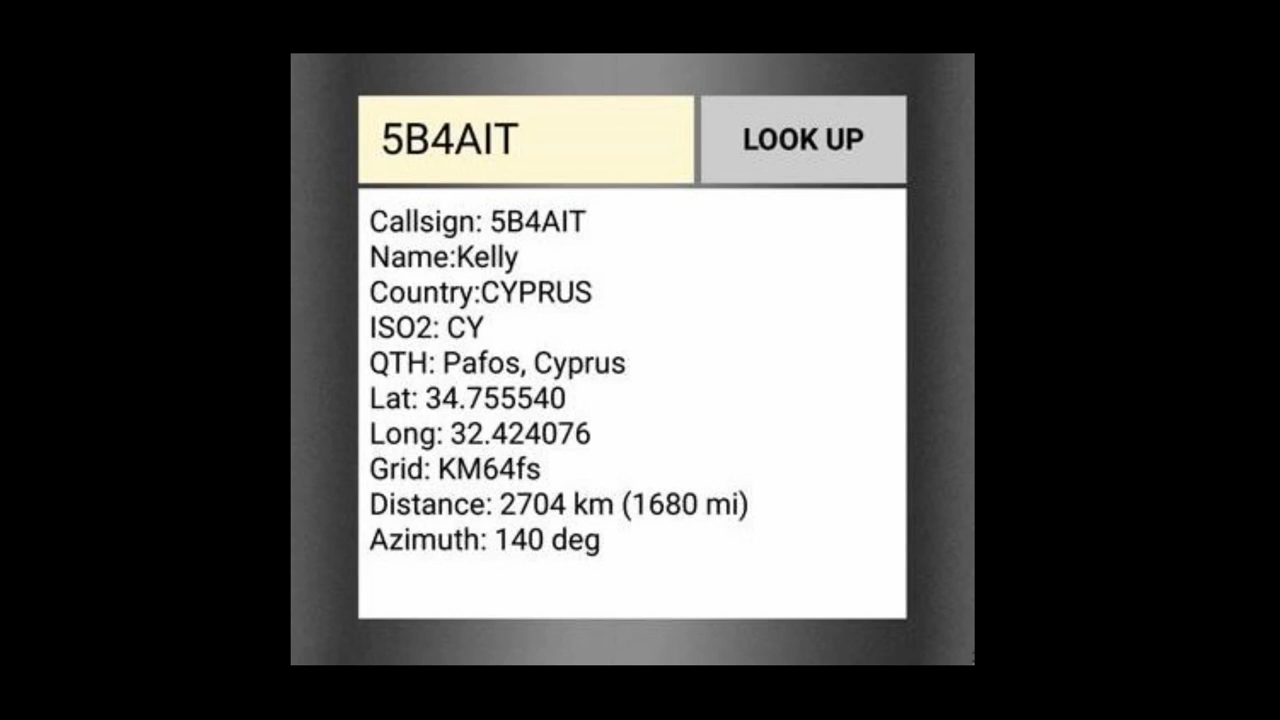 5B4AIT
LOOK UP
Callsign: 5B4AIT
Name:Kelly
Country:CYPRUS
ISO2: CY
QTH: Pafos, Cyprus
Lat: 34.755540
Long: 32.424076
Grid: KM64fs
Distance: 2704 km (1680 mi)
Azimuth: 140 deg